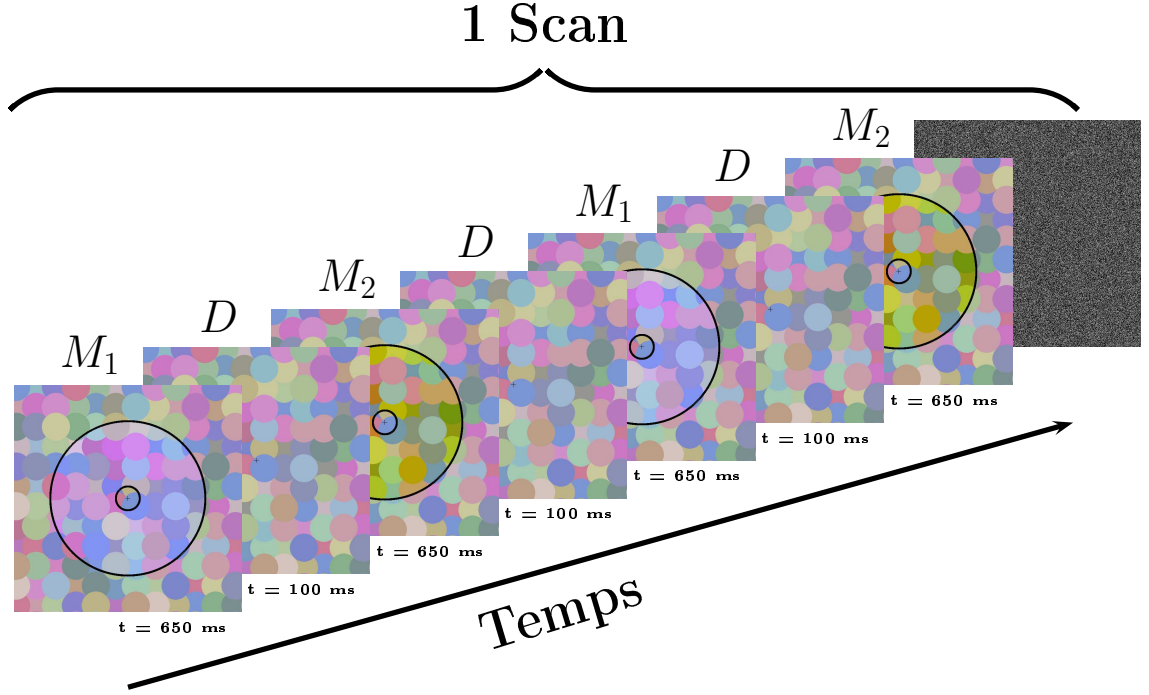 1 Scan
M₁
D
M₂
D
M₁
D
M₂
t = 650 ms
t = 100 ms
t = 650 ms
t = 100 ms
t = 650 ms
t = 100 ms
t = 650 ms
Temps